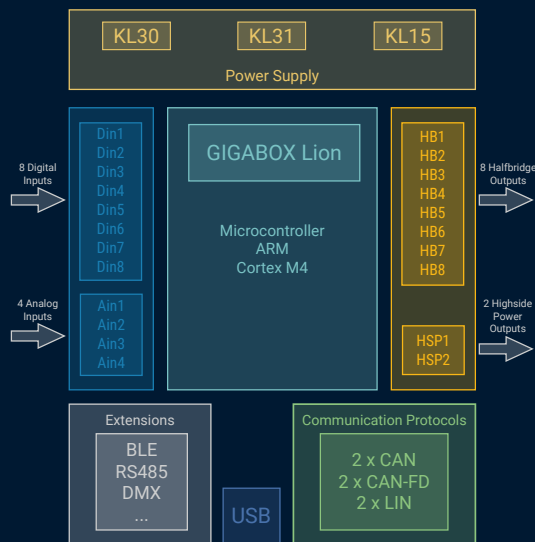 KL30
KL31
KL15
Power Supply
8 Digital
Inputs
Din1
Din2
Din3
Din4
Din5
Din6
Din7
Din8
4 Analog
Inputs
Ain1
Ain2
Ain3
Ain4
GIGABOX Lion
Microcontroller
ARM
Cortex M4
HB1
HB2
HB3
HB4
HB5
HB6
HB7
HB8
8 Halfbridge
Outputs
HSP1
HSP2
2 Highside
Power
Outputs
Extensions
BLE
RS485
DMX
...
USB
Communication Protocols
2 x CAN
2 x CAN-FD
2 x LIN